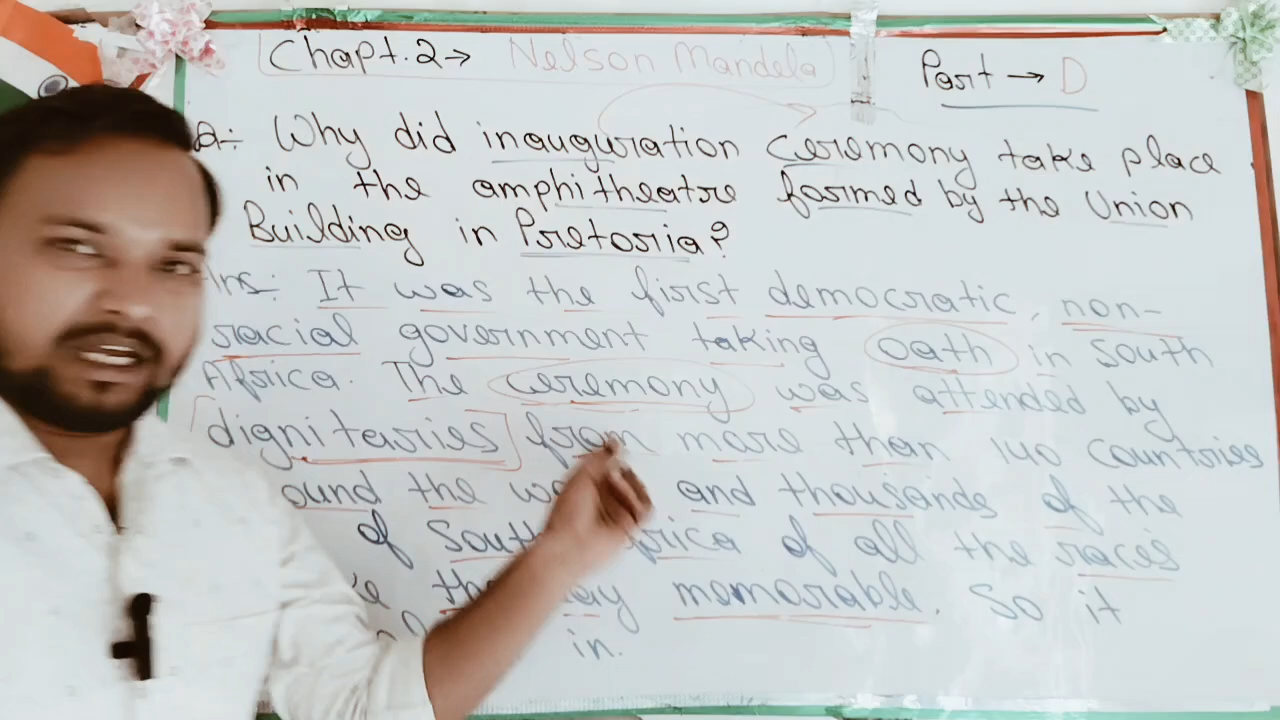 Chapt.2→ Nelson Mandela
Part → D
Q:- Why did inauguration ceremony take place
in the amphitheatre formed by the Union
Building in Pretoria?
Ans: It was the first democratic, non-
racial government taking oath in South
Africa. The ceremony was attended by
dignitaries from more than 140 countries
ound the and thousands of the
of South Africa of all the races
the memorable. So it
in.